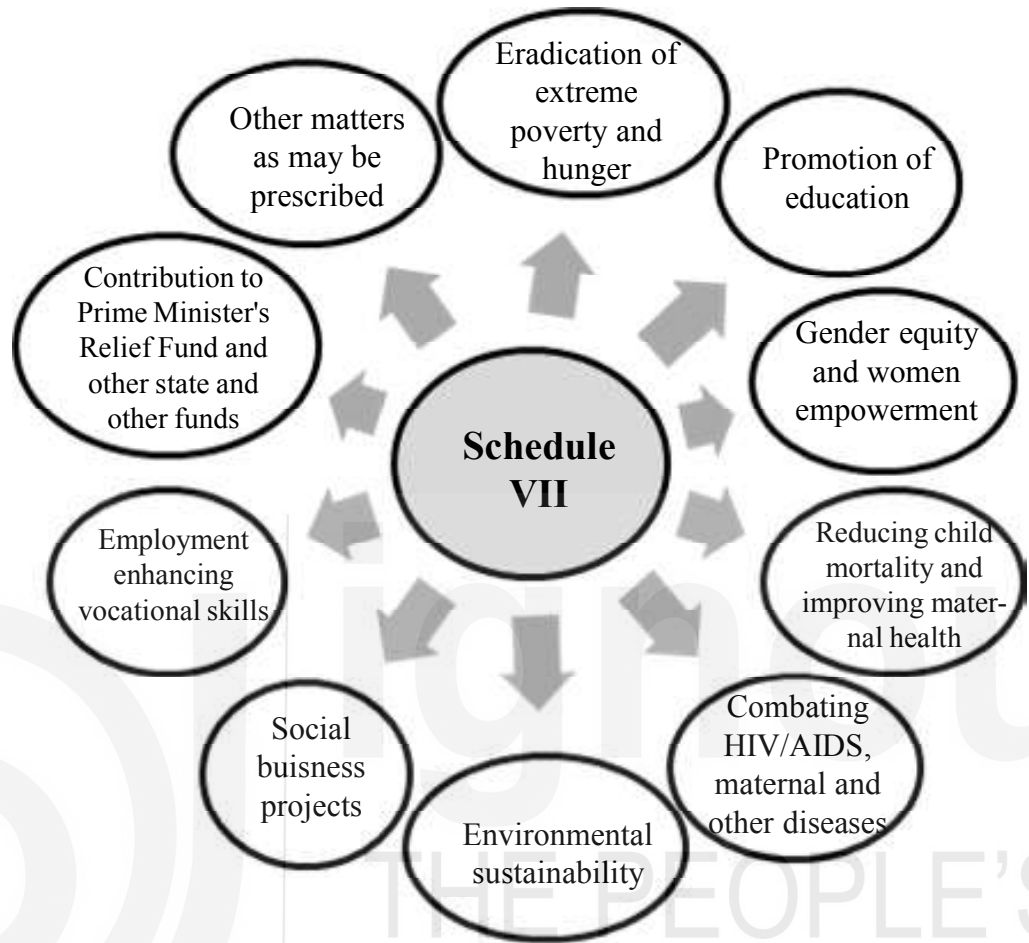 Eradication of
extreme
poverty and
hunger
Promotion of
education
Gender equity
and women
empowerment
Reducing child
mortality and
improving mater-
nal health
Combating
HIV/AIDS,
maternal and
other diseases
Environmental
sustainability
Social
buisness
projects
Employment
enhancing
vocational skills
Contribution to
Prime Minister's
Relief Fund and
other state and
other funds
Other matters
as may be
prescribed
Schedule
VII
ignou
THE PEOPLE'S